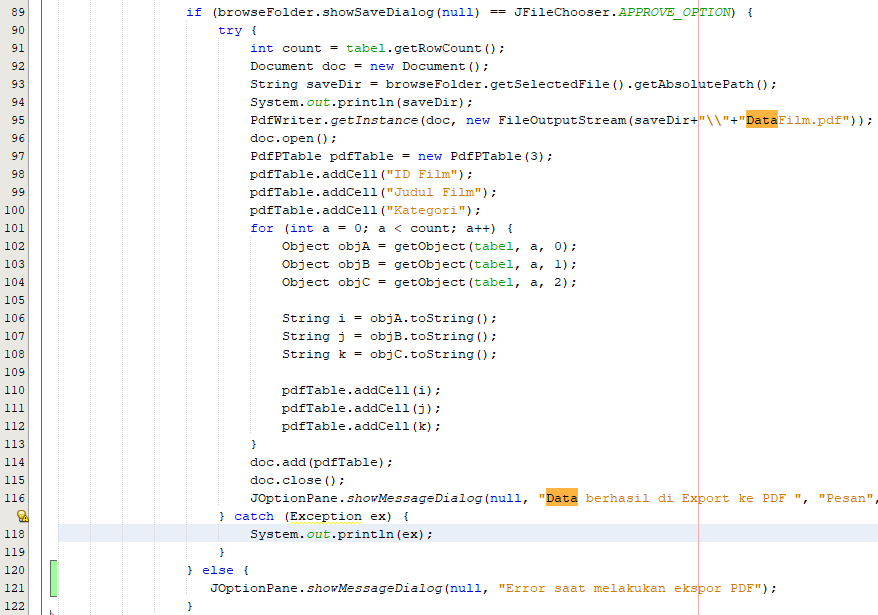 89 if (browseFolder.showSaveDialog(null) == JFileChooser.APPROVE_OPTION) {
90 try {
91 int count = tabel.getRowCount();
92 Document doc = new Document();
93 String saveDir = browseFolder.getSelectedFile().getAbsolutePath();
94 System.out.println(saveDir);
95 PdfWriter.getInstance(doc, new FileOutputStream(saveDir+"\\"+"DataFilm.pdf"));
96 doc.open();
97 PdfPTable pdfTable = new PdfPTable(3);
98 pdfTable.addCell("ID Film");
99 pdfTable.addCell("Judul Film");
100 pdfTable.addCell("Kategori");
101 for (int a = 0; a < count; a++) {
102 Object objA = getObject(tabel, a, 0);
103 Object objB = getObject(tabel, a, 1);
104 Object objC = getObject(tabel, a, 2);
105
106 String i = objA.toString();
107 String j = objB.toString();
108 String k = objC.toString();
109
110 pdfTable.addCell(i);
111 pdfTable.addCell(j);
112 pdfTable.addCell(k);
113 }
114 doc.add(pdfTable);
115 doc.close();
116 JOptionPane.showMessageDialog(null, "Data berhasil di Export ke PDF ", "Pesan",
} catch (Exception ex) {
118 System.out.println(ex);
119 }
120 } else {
121 JOptionPane.showMessageDialog(null, "Error saat melakukan ekspor PDF");
122 }